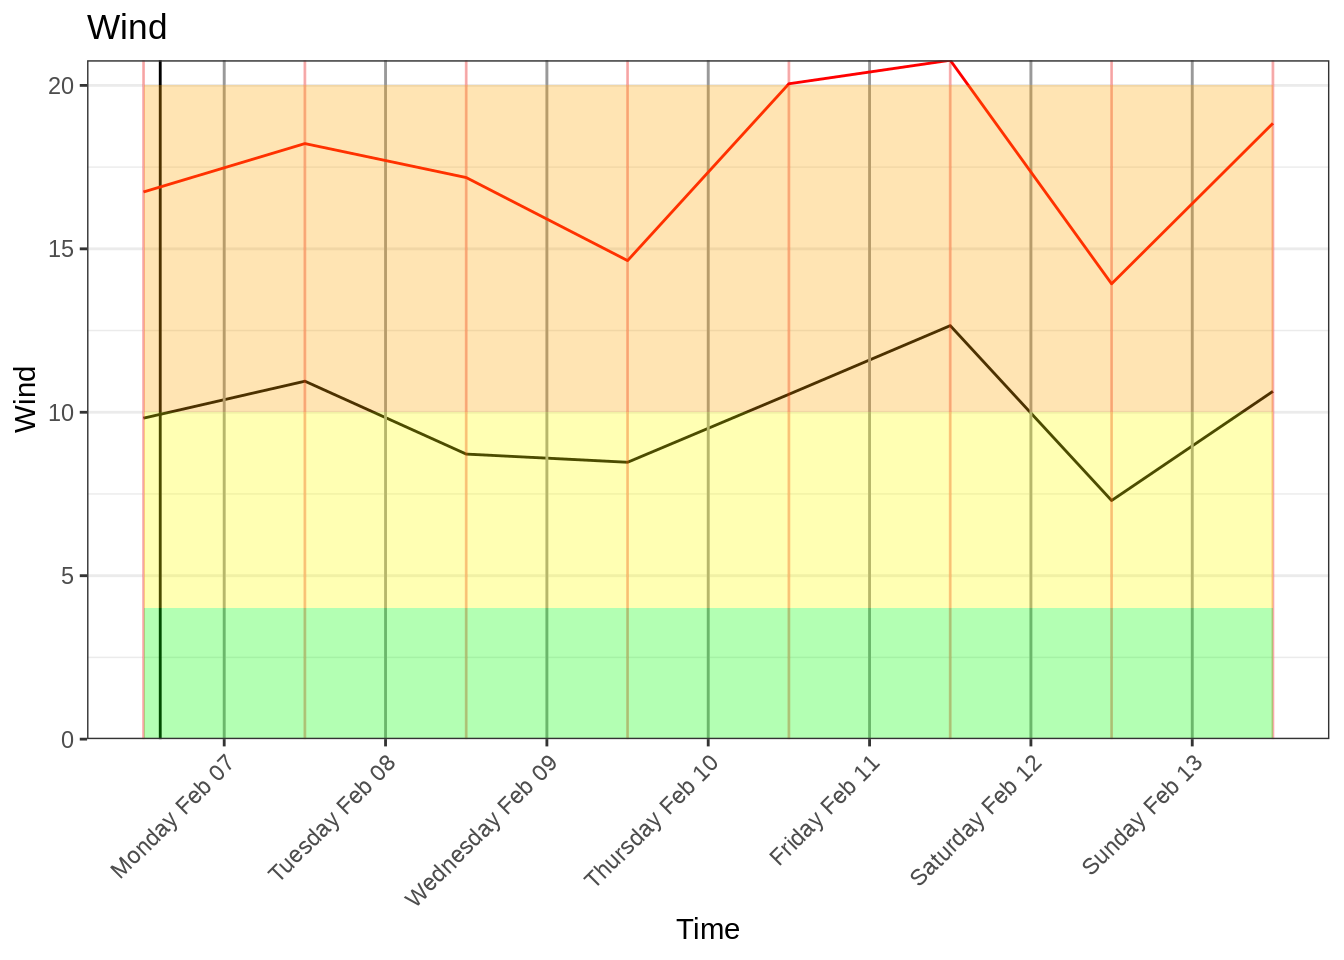 Wind
20
15
10
5
0
Wind
Monday Feb 07
Tuesday Feb 08
Wednesday Feb 09
Thursday Feb 10
Friday Feb 11
Saturday Feb 12
Sunday Feb 13
Time